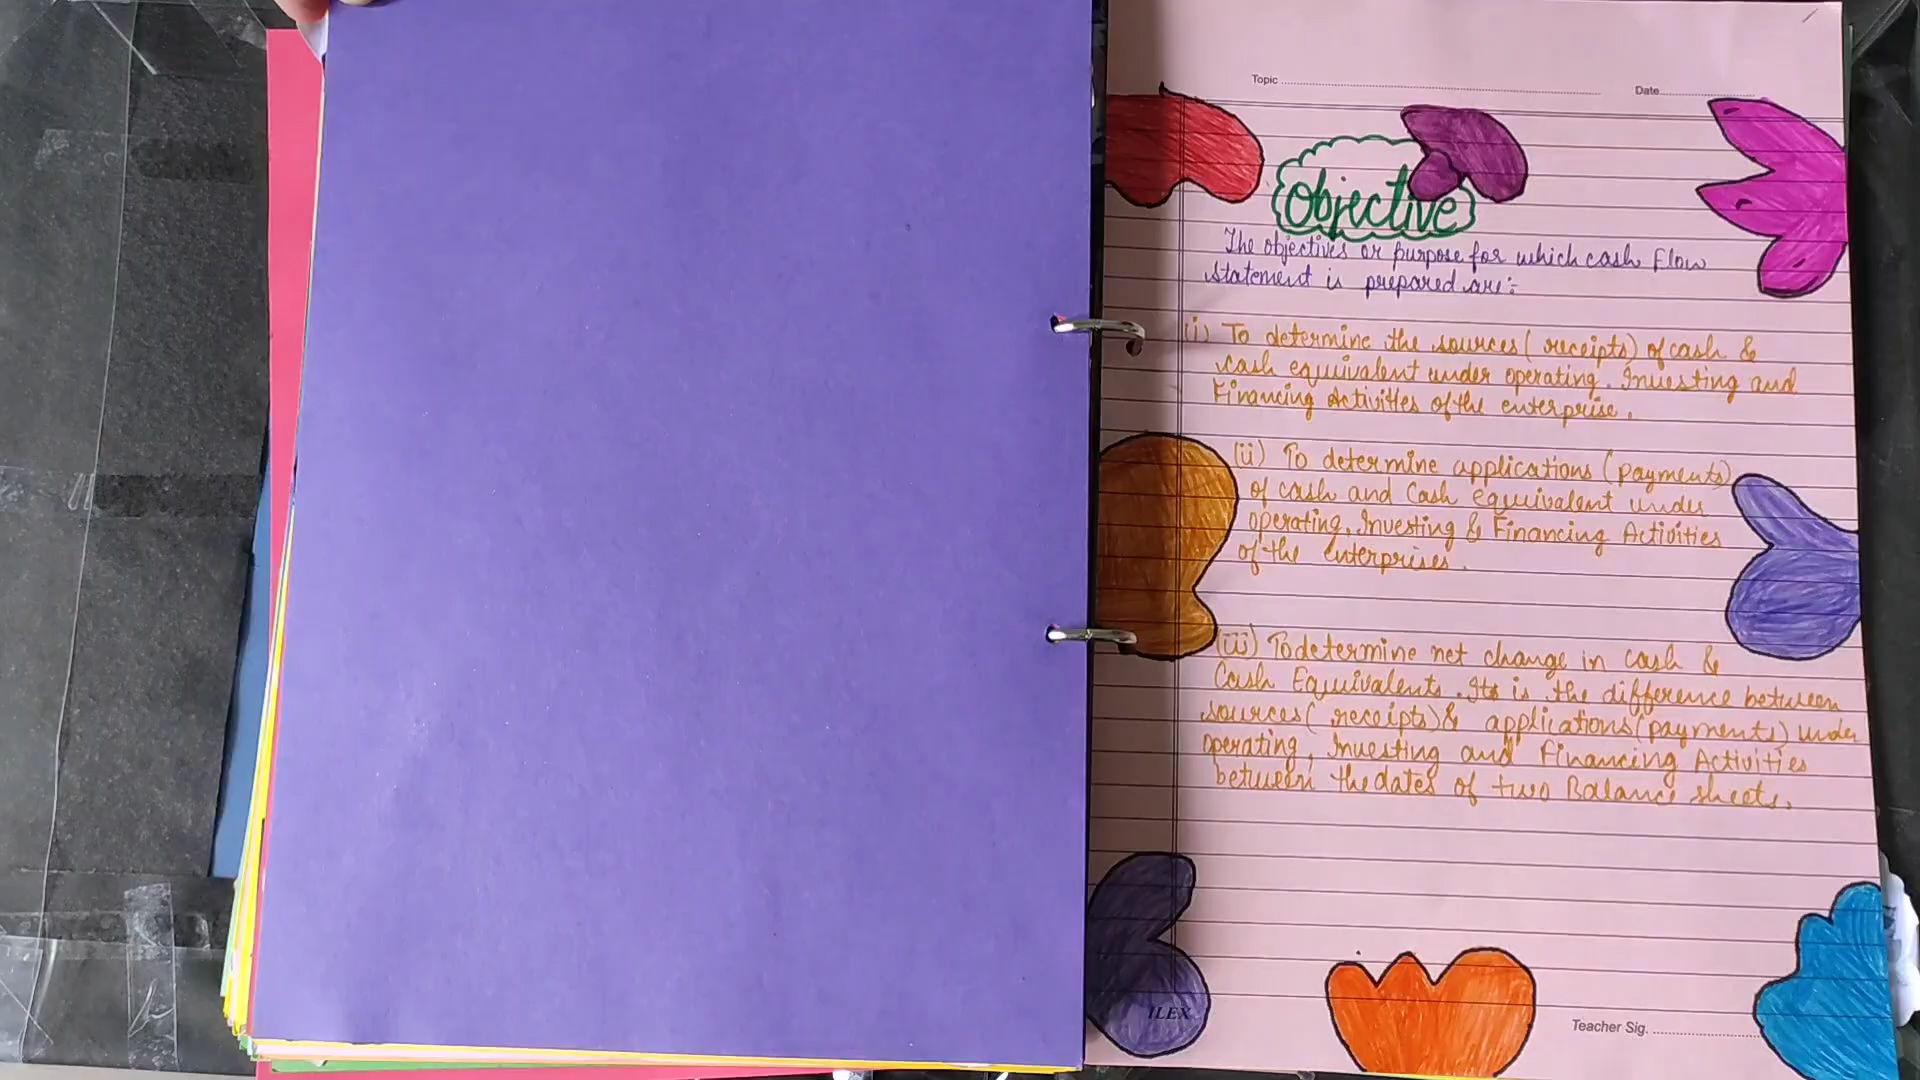 Topic
Date
Objective
The objectives or purpose for which cash Flow
statement is prepared are:-
(i) To determine the sources( receipts) of cash &
cash equivalent under operating, Investing and
Financing Activities of the enterprise.
(ii) To determine applications (payments)
of cash and Cash equivalent under
operating, Investing & Financing Activities
of the enterprises.
(iii) To determine net change in cash &
Cash Equivalents. Its is the difference between
sources( receipts) & applications(payments) under
operating, Investing and Financing Activities
between the dates of two Balance sheets.
ILEX
Teacher Sig.